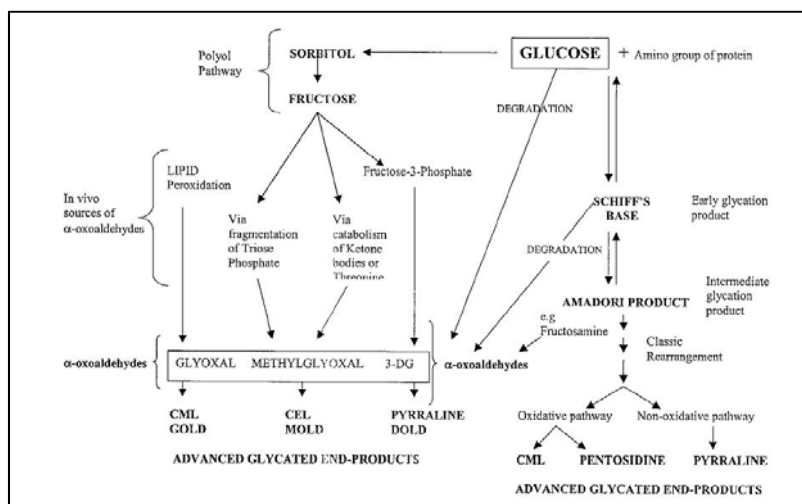 Polyol
Pathway
SORBITOL
GLUCOSE + Amino group of protein
FRUCTOSE
DEGRADATION
LIPID
Peroxidation
Fructose-3-Phosphate
In vivo
sources of
α-oxoaldehydes
Via
fragmentation
of Triose
Phosphate
Via
catabolism
of Ketone
bodies or
Threonine
SCHIFF'S
BASE
Early glycation
product
DEGRADATION
AMADORI PRODUCT
Intermediate
glycation
product
e.g
Fructosamine
Classic
Rearrangement
α-oxoaldehydes
GLYOXAL METHYLGLYOXAL 3-DG
α-oxoaldehydes
CML
GOLD
CEL
MOLD
PYRRALINE
DOLD
ADVANCED GLYCATED END-PRODUCTS
Oxidative pathway
Non-oxidative pathway
CML PENTOSIDINE PYRRALINE
ADVANCED GLYCATED END-PRODUCTS